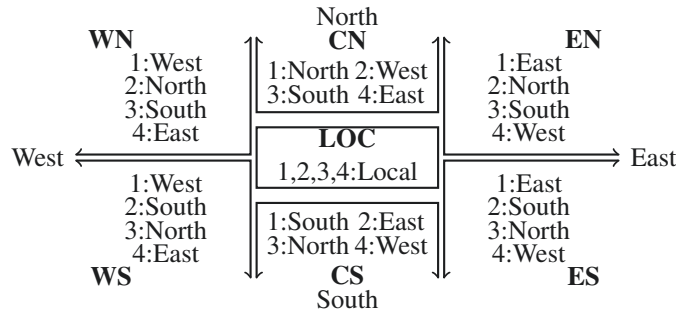 North
WN CN EN
1:West
2:North
3:South
4:East
1:North 2:West
3:South 4:East
1:East
2:North
3:South
4:West
West
LOC
1,2,3,4:Local
East
1:West
2:South
3:North
4:East
1:South 2:East
3:North 4:West
1:East
2:South
3:North
4:West
WS CS ES
South